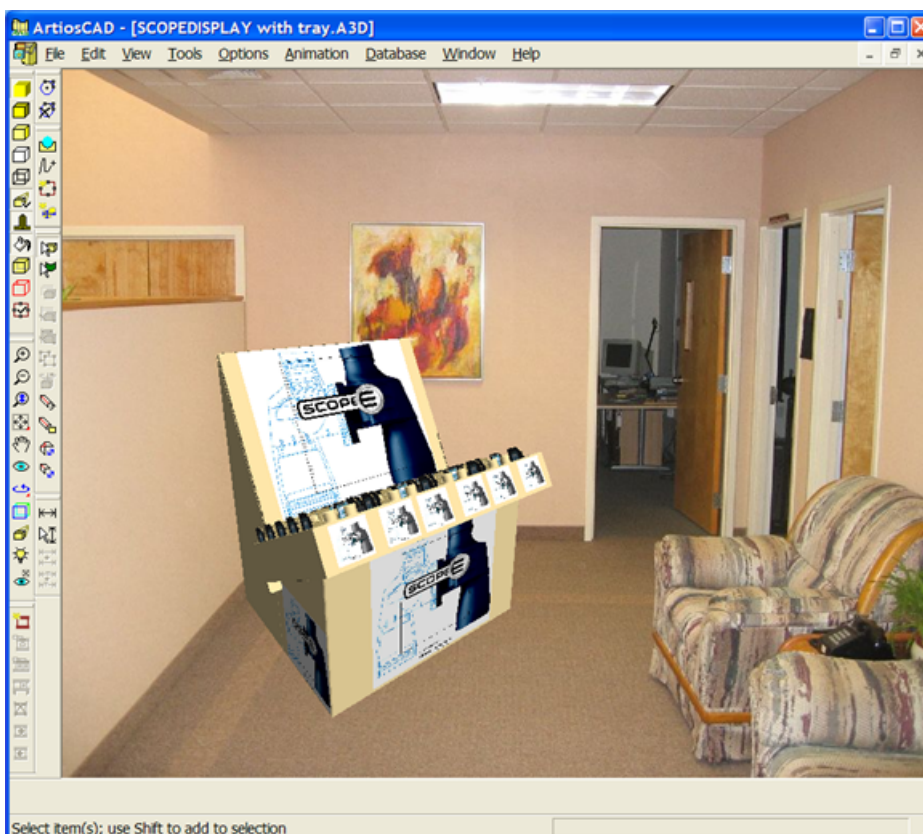 ArtiosCAD - [SCOPEDISPLAY with tray.A3D]
File Edit View Tools Options Animation Database Window Help
SCOPE
SCOPE
Select item(s); use Shift to add to selection